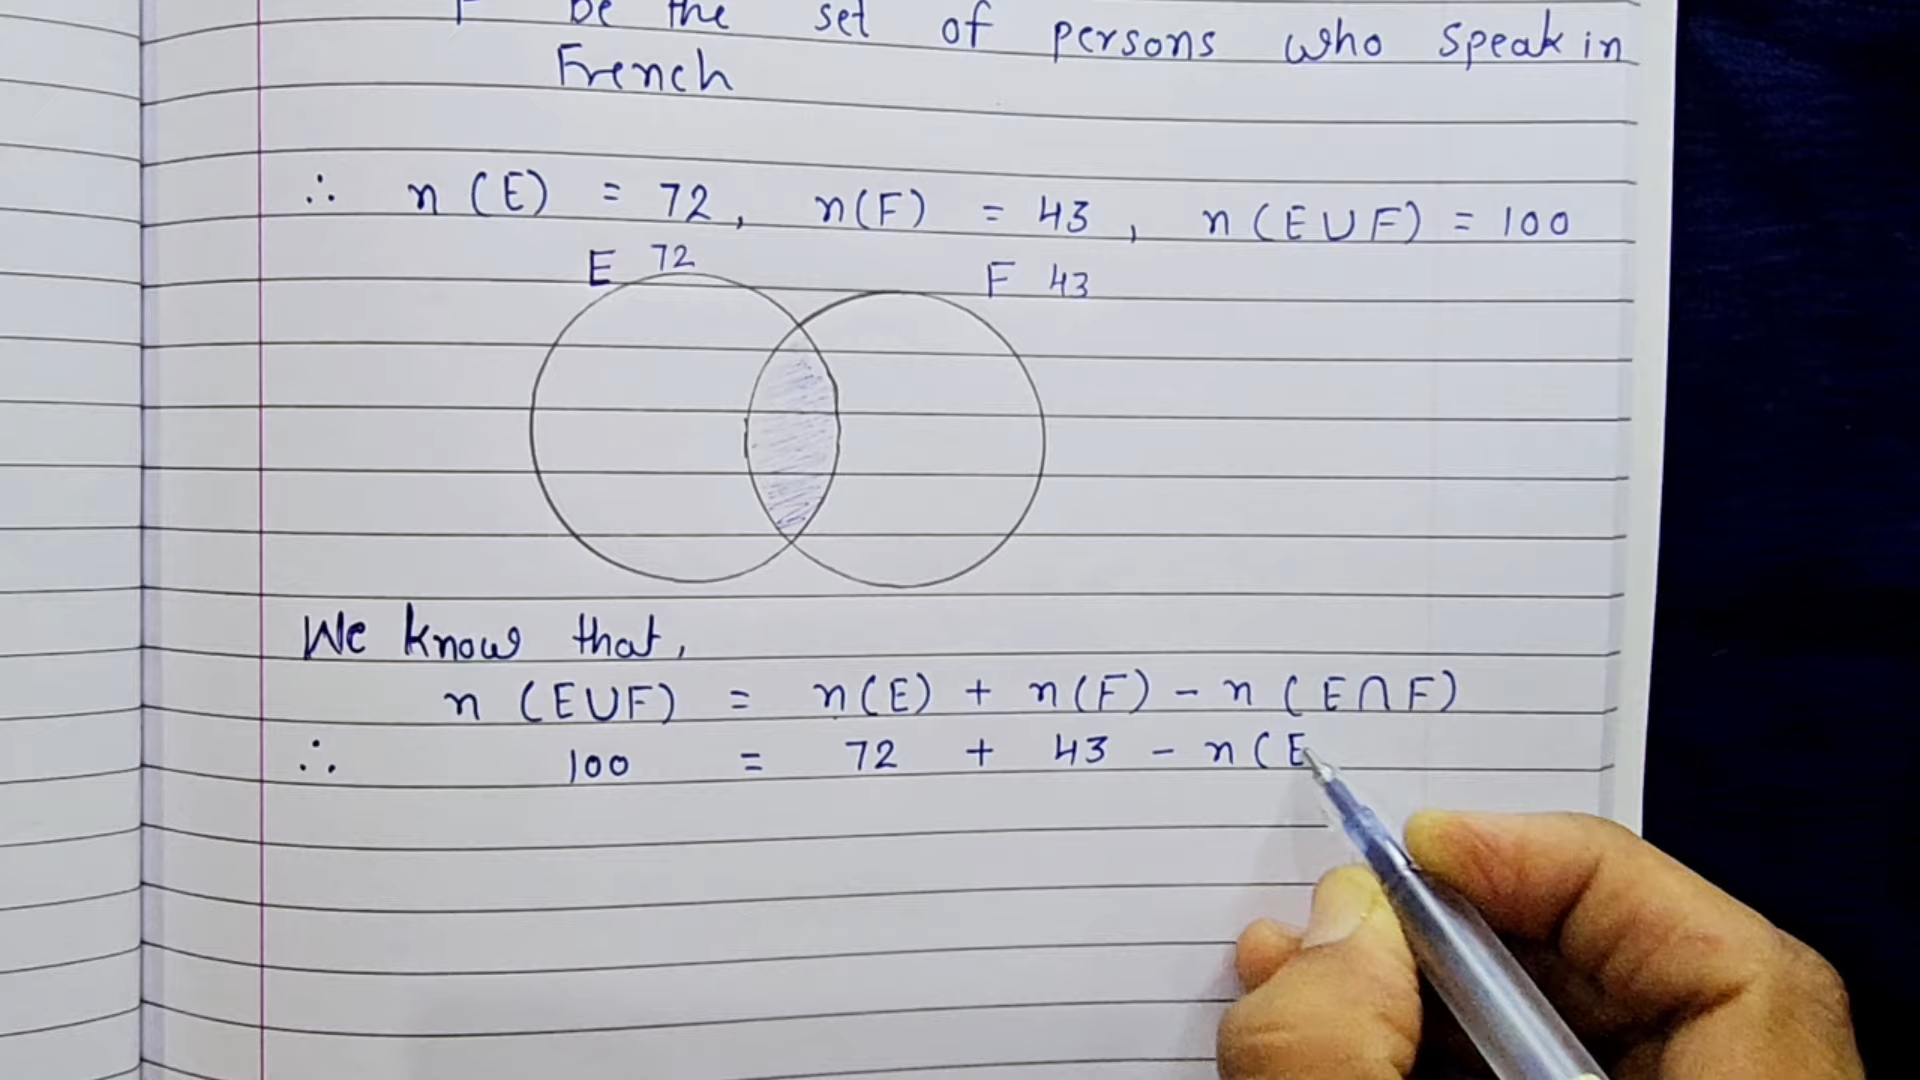 F be the set of persons who speak in
French
∴ n (E) = 72, n(F) = 43, n(E∪F) = 100
E 72
F 43
We know that,
n (E∪F) = n(E) + n(F) - n (E∩F)
∴ 100 = 72 + 43 - n (E